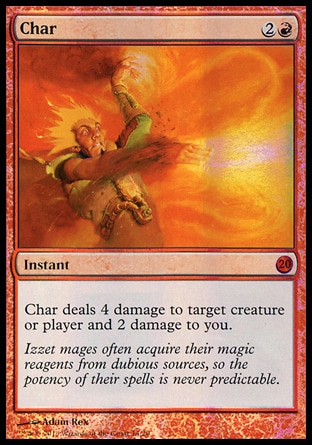 Char 2
Instant 20
Char deals 4 damage to target creature
or player and 2 damage to you.
Izzet mages often acquire their magic
reagents from dubious sources, so the
potency of their spells is never predictable.
Adam Rex